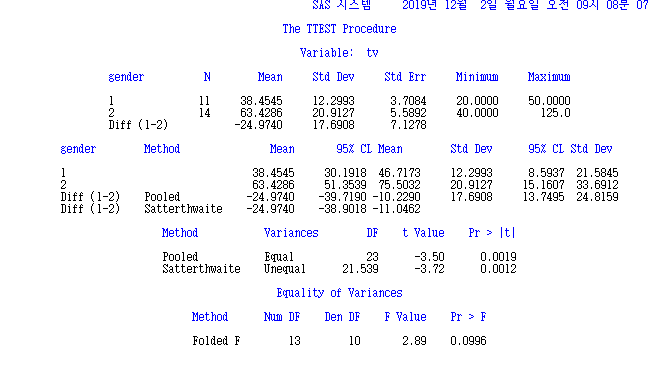 SAS 시스템 2019년 12월 2일 월요일 오전 09시 08분 07
The TTEST Procedure
Variable: tv
gender N Mean Std Dev Std Err Minimum Maximum
1 11 38.4545 12.2993 3.7084 20.0000 50.0000
2 14 63.4286 20.9127 5.5892 40.0000 125.0
Diff (1-2) -24.9740 17.6908 7.1278
gender Method Mean 95% CL Mean Std Dev 95% CL Std Dev
1 38.4545 30.1918 46.7173 12.2993 8.5937 21.5845
2 63.4286 51.3539 75.5032 20.9127 15.1607 33.6912
Diff (1-2) Pooled -24.9740 -39.7190 -10.2290 17.6908 13.7495 24.8159
Diff (1-2) Satterthwaite -24.9740 -38.9018 -11.0462
Method Variances DF t Value Pr > |t|
Pooled Equal 23 -3.50 0.0019
Satterthwaite Unequal 21.539 -3.72 0.0012
Equality of Variances
Method Num DF Den DF F Value Pr > F
Folded F 13 10 2.89 0.0996